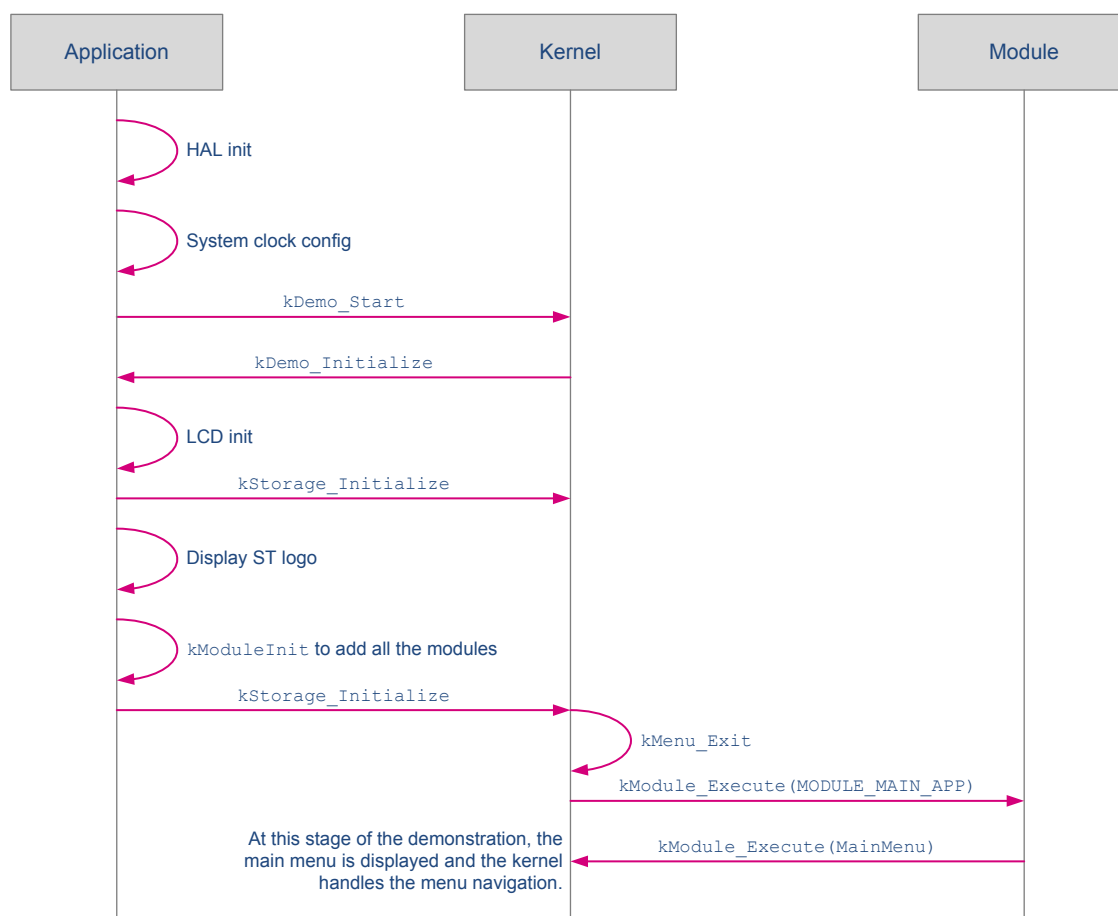 Application
Kernel
Module
HAL init
System clock config
kDemo_Start
kDemo_Initialize
LCD init
kStorage_Initialize
Display ST logo
kModuleInit to add all the modules
kStorage_Initialize
kMenu_Exit
kModule_Execute(MODULE_MAIN_APP)
At this stage of the demonstration, the
main menu is displayed and the kernel
handles the menu navigation.
kModule_Execute(MainMenu)